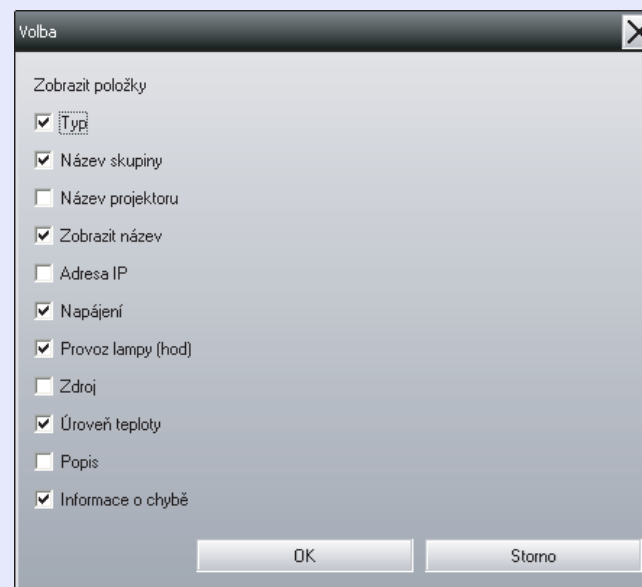 Volba
Zobrazit položky
Typ
Název skupiny
Název projektoru
Zobrazit název
Adresa IP
Napájení
Provoz lampy (hod)
Zdroj
Úroveň teploty
Popis
Informace o chybě
OK Storno